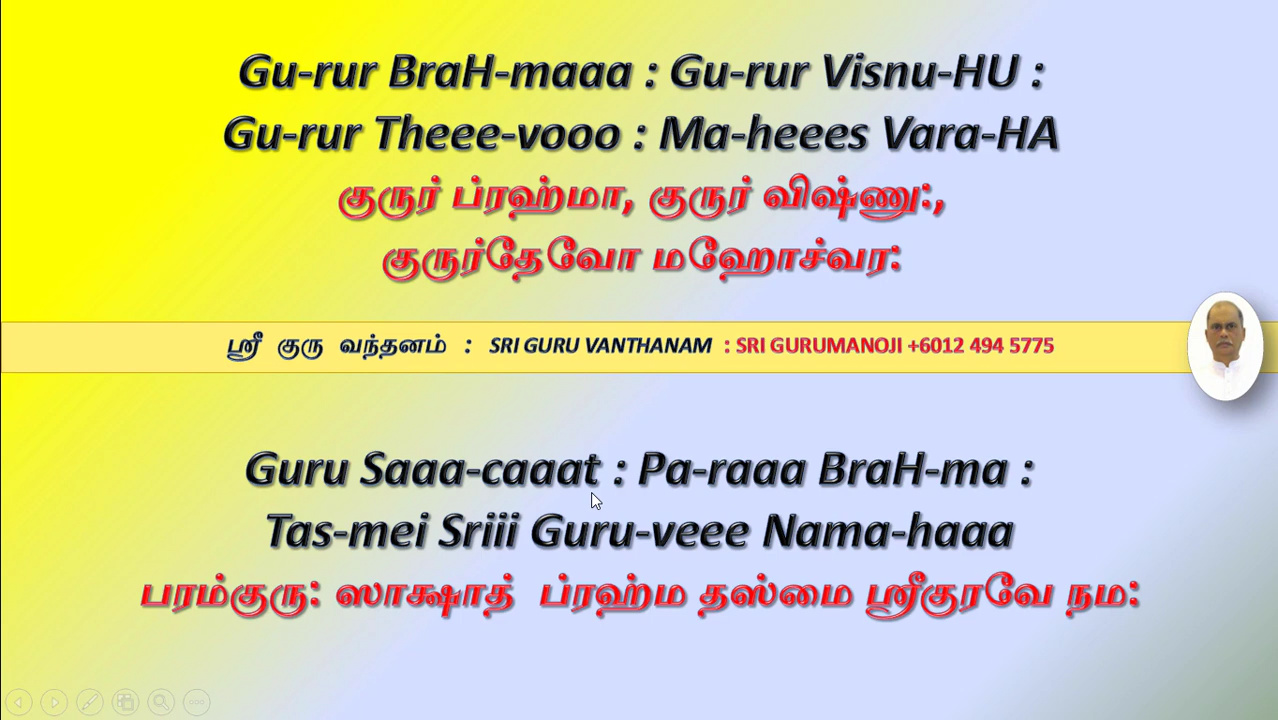 Gu-rur BraH-maaa : Gu-rur Visnu-HU :
Gu-rur Theee-vooo : Ma-heees Vara-HA
குருர் ப்ரஹ்மா, குருர் விஷ்ணு:,
குருர்தேவோ மஹோச்வர:
ஸ்ரீ குரு வந்தனம் : SRI GURU VANTHANAM : SRI GURUMANOJI +6012 494 5775
Guru Saaa-caaat : Pa-raaa BraH-ma :
Tas-mei Sriii Guru-veee Nama-haaa
பரம்குரு: ஸாக்ஷாத் ப்ரஹ்ம தஸ்மை ஸ்ரீகுரவே நம: